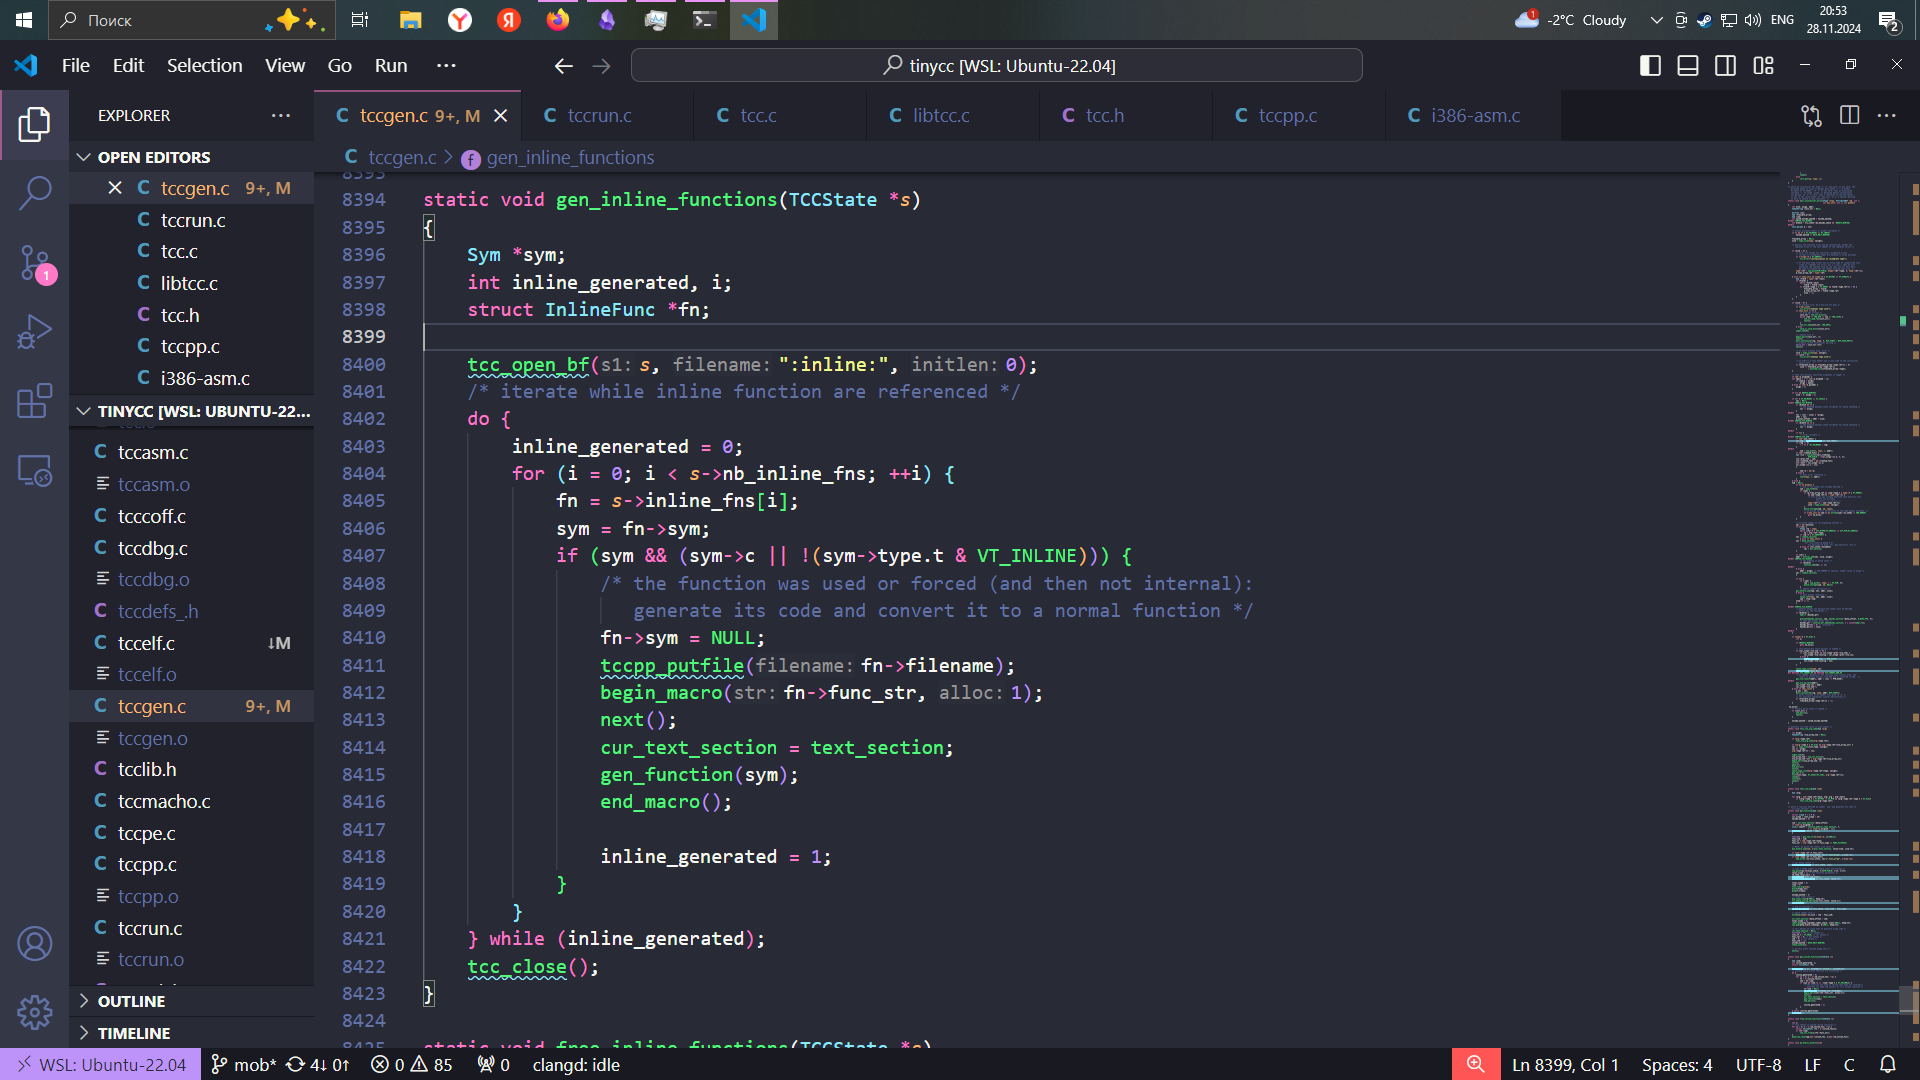 Поиск
-2°C Cloudy
ENG
20:53
28.11.2024
2
File Edit Selection View Go Run ···
tinycc [WSL: Ubuntu-22.04]
EXPLORER
tccgen.c 9+, M
tccrun.c
tcc.c
libtcc.c
tcc.h
tccpp.c
i386-asm.c
OPEN EDITORS
tccgen.c > gen_inline_functions
C tccgen.c 9+, M
C tccrun.c
C tcc.c
C libtcc.c
C tcc.h
C tccpp.c
C i386-asm.c
1
TINYCC [WSL: UBUNTU-22...
C tccasm.c
tccasm.o
C tcccoff.c
C tccdbg.c
tccdbg.o
C tccdefs_.h
C tccelf.c ↓M
tccelf.o
C tccgen.c 9+, M
tccgen.o
C tcclib.h
C tccmacho.c
C tccpe.c
C tccpp.c
tccpp.o
C tccrun.c
tccrun.o
OUTLINE
TIMELINE
8393
8394 static void gen_inline_functions(TCCState *s)
8395 {
8396 Sym *sym;
8397 int inline_generated, i;
8398 struct InlineFunc *fn;
8399
8400 tcc_open_bf(s1: s, filename: ":inline:", initlen: 0);
8401 /* iterate while inline function are referenced */
8402 do {
8403 inline_generated = 0;
8404 for (i = 0; i < s->nb_inline_fns; ++i) {
8405 fn = s->inline_fns[i];
8406 sym = fn->sym;
8407 if (sym && (sym->c || !(sym->type.t & VT_INLINE))) {
8408 /* the function was used or forced (and then not internal):
8409 generate its code and convert it to a normal function */
8410 fn->sym = NULL;
8411 tccpp_putfile(filename: fn->filename);
8412 begin_macro(str: fn->func_str, alloc: 1);
8413 next();
8414 cur_text_section = text_section;
8415 gen_function(sym);
8416 end_macro();
8417
8418 inline_generated = 1;
8419 }
8420 }
8421 } while (inline_generated);
8422 tcc_close();
8423 }
8424
8425 static void free_inline_functions(TCCState *s)
WSL: Ubuntu-22.04 mob* 4↓ 0↑ 0 85 0 clangd: idle
Ln 8399, Col 1 Spaces: 4 UTF-8 LF C